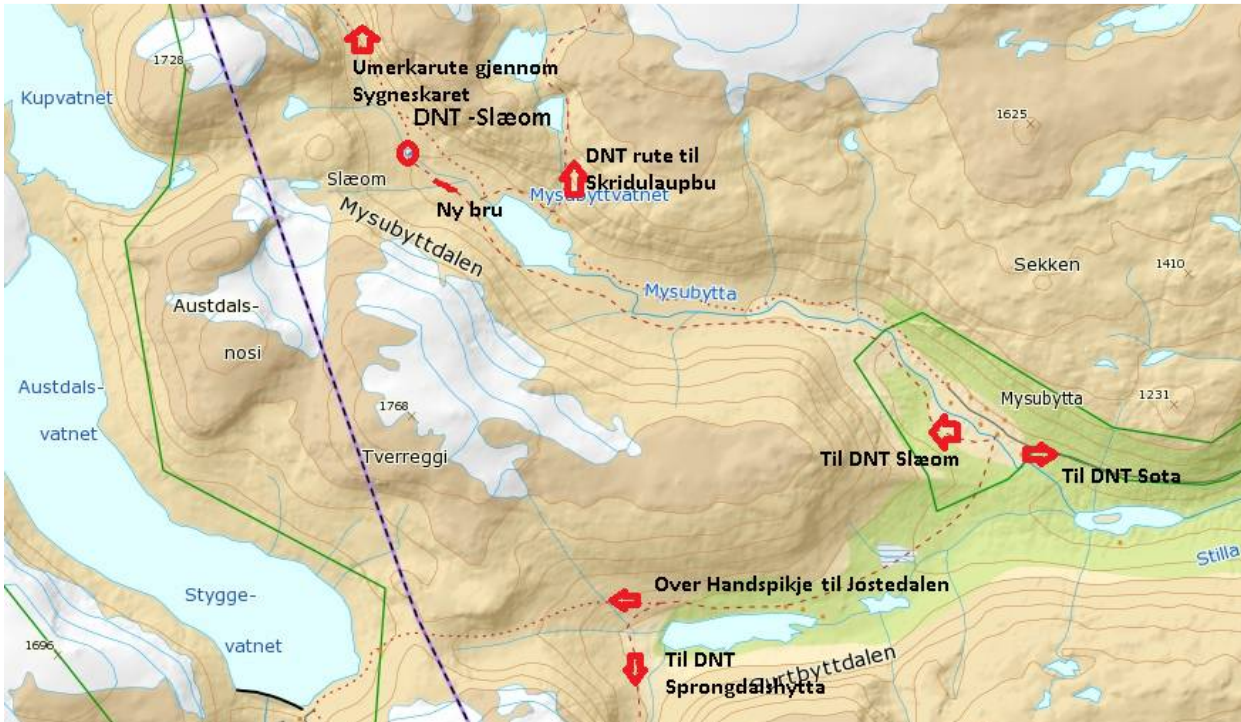 1728
Kupvatnet
Umerkarute gjennom
Sygneskaret
DNT -Slæom
1625
DNT rute til
Skridulaupbu
Slæom
Mysubyttvatnet
Ny bru
Mysubyttdalen
Sekken
1410
Mysubytta
Austdals-
nosi
Austdals-
vatnet
1768
Mysubytta
1231
Tverreggi
Til DNT Slæom
Til DNT Sota
Stilla
Over Handspikje til Jostedalen
Stygge-
vatnet
1696
Til DNT
Sprongdalshytta
urtbyttdalen